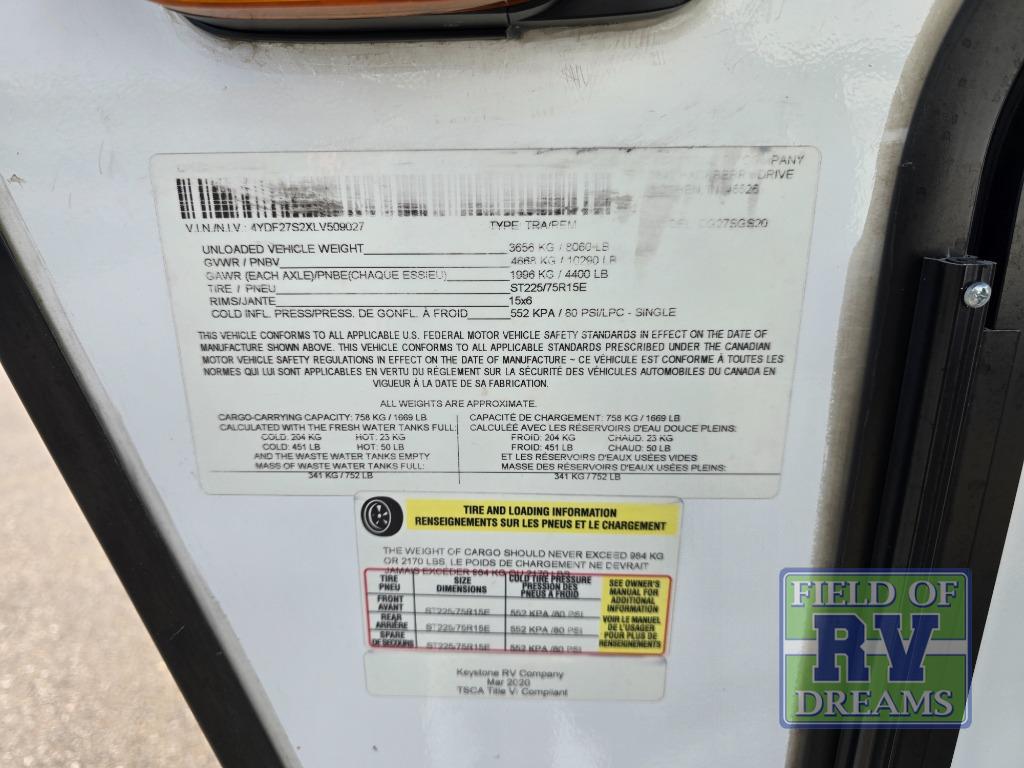 PANY
DRIVE
V.I.N./N.I.V.: 4YDF27S2XLV509027 TYPE: TRA/REM
UNLOADED VEHICLE WEIGHT 3656 KG / 8060 LB
GVWR / PNBV 4668 KG / 10290 LB
GAWR (EACH AXLE)/PNBE(CHAQUE ESSIEU) 1996 KG / 4400 LB
TIRE / PNEU ST225/75R15E
RIMS/JANTE 15x6
COLD INFL. PRESS/PRESS. DE GONFL. À FROID 552 KPA / 80 PSI/LPC - SINGLE
THIS VEHICLE CONFORMS TO ALL APPLICABLE U.S. FEDERAL MOTOR VEHICLE SAFETY STANDARDS IN EFFECT ON THE DATE OF
MANUFACTURE SHOWN ABOVE. THIS VEHICLE CONFORMS TO ALL APPLICABLE STANDARDS PRESCRIBED UNDER THE CANADIAN
MOTOR VEHICLE SAFETY REGULATIONS IN EFFECT ON THE DATE OF MANUFACTURE ~ CE VÉHICULE EST CONFORME À TOUTES LES
NORMES QUI LUI SONT APPLICABLES EN VERTU DU RÈGLEMENT SUR LA SÉCURITÉ DES VÉHICULES AUTOMOBILES DU CANADA EN
VIGUEUR À LA DATE DE SA FABRICATION.
ALL WEIGHTS ARE APPROXIMATE.
CARGO-CARRYING CAPACITY: 758 KG / 1669 LB
CALCULATED WITH THE FRESH WATER TANKS FULL:
COLD: 204 KG HOT: 23 KG
COLD: 451 LB HOT: 50 LB
AND THE WASTE WATER TANKS EMPTY
MASS OF WASTE WATER TANKS FULL:
341 KG / 752 LB
CAPACITÉ DE CHARGEMENT: 758 KG / 1669 LB
CALCULÉE AVEC LES RÉSERVOIRS D'EAU DOUCE PLEINS:
FROID: 204 KG CHAUD: 23 KG
FROID: 451 LB CHAUD: 50 LB
ET LES RÉSERVOIRS D'EAUX USÉES VIDES
MASSE DES RÉSERVOIRS D'EAUX USÉES PLEINS:
341 KG / 752 LB
TIRE AND LOADING INFORMATION
RENSEIGNEMENTS SUR LES PNEUS ET LE CHARGEMENT
THE WEIGHT OF CARGO SHOULD NEVER EXCEED 984 KG
OR 2170 LBS. LE POIDS DE CHARGEMENT NE DEVRAIT
JAMAIS EXCÉDER 984 KG OU 2170 LBS.
TIRE SIZE COLD TIRE PRESSURE
PNEU DIMENSIONS PRESSION DES
PNEUS A FROID
FRONT
AVANT ST225/75R15E 552 KPA /80 PSI
REAR
ARRIÈRE ST225/75R15E 552 KPA /80 PSI
SPARE
DE SECOURS ST225/75R15E 552 KPA /80 PSI
SEE OWNER'S
MANUAL FOR
ADDITIONAL
INFORMATION
VOIR LE MANUEL
DE L'USAGER
POUR PLUS DE
RENSEIGNEMENTS
Keystone RV Company
Mar 2020
TSCA Title VI Compliant
FIELD OF
RV
DREAMS